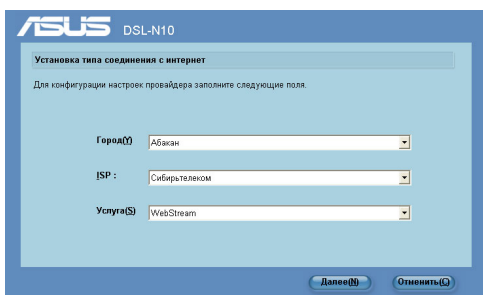 ASUS DSL-N10
Установка типа соединения с интернет
Для конфигурации настроек провайдера заполните следующие поля.
Город(Y) Абакан
ISP : Сибирьтелеком
Услуга(S) WebStream
Далее(N) Отменить(C)